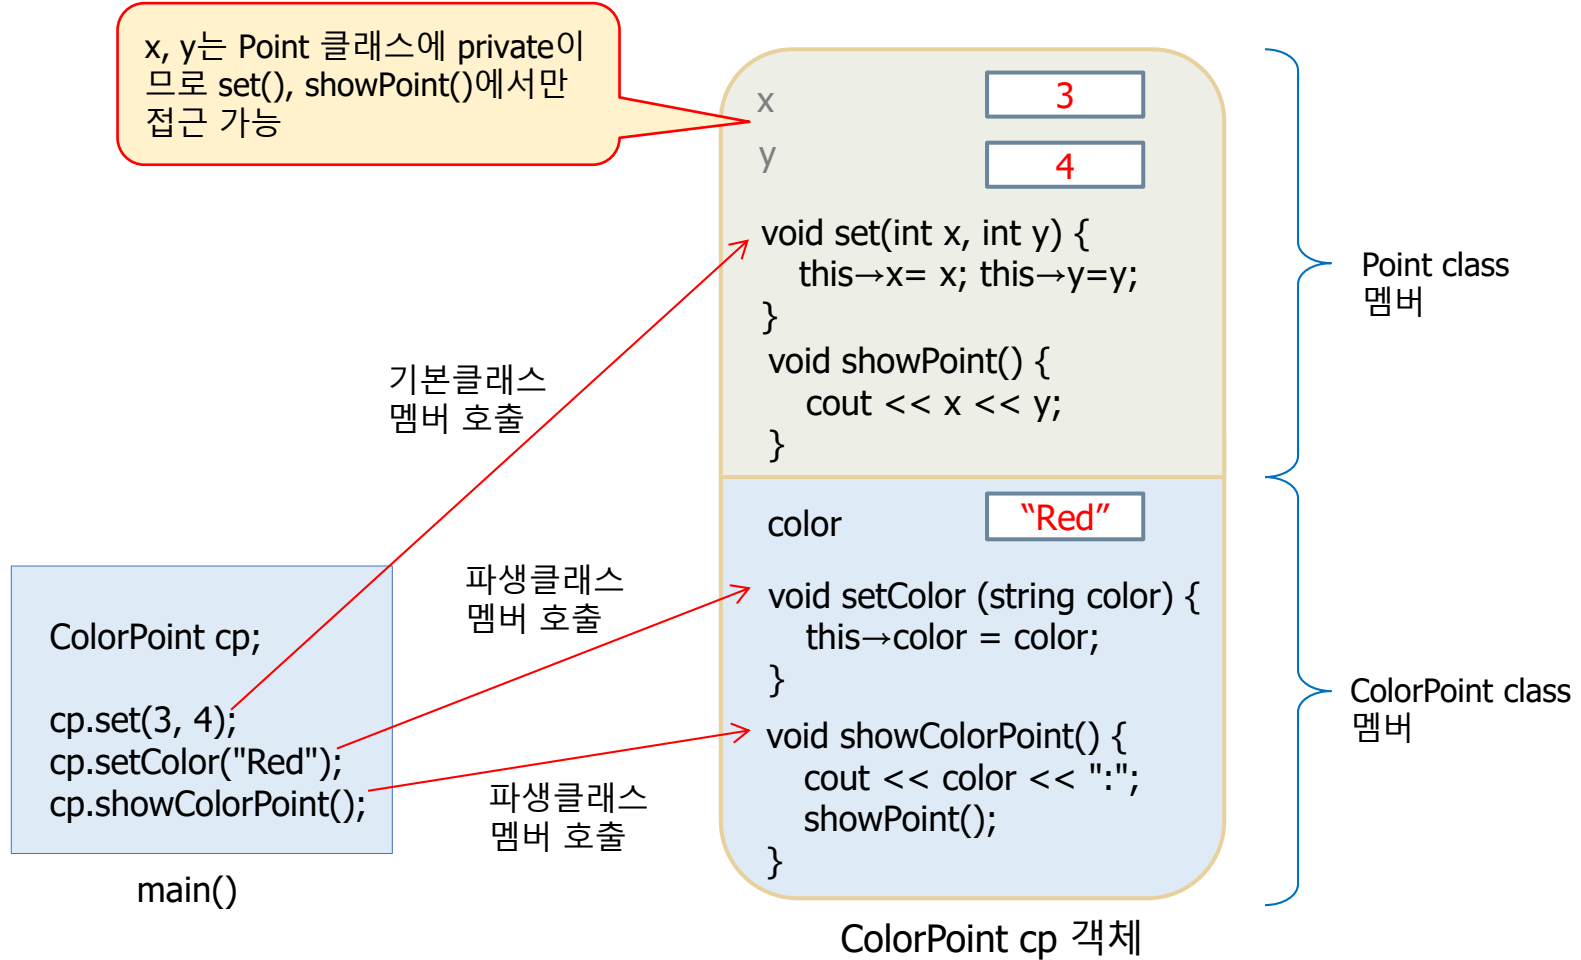 x, y는 Point 클래스에 private이
므로 set(), showPoint()에서만
접근 가능
x
3
y
4
void set(int x, int y) {
this→x= x; this→y=y;
}
void showPoint() {
cout << x << y;
}
Point class
멤버
기본클래스
멤버 호출
color
“Red”
void setColor (string color) {
this→color = color;
}
void showColorPoint() {
cout << color << ":";
showPoint();
}
ColorPoint class
멤버
파생클래스
멤버 호출
파생클래스
멤버 호출
ColorPoint cp;
cp.set(3, 4);
cp.setColor("Red");
cp.showColorPoint();
main()
ColorPoint cp 객체